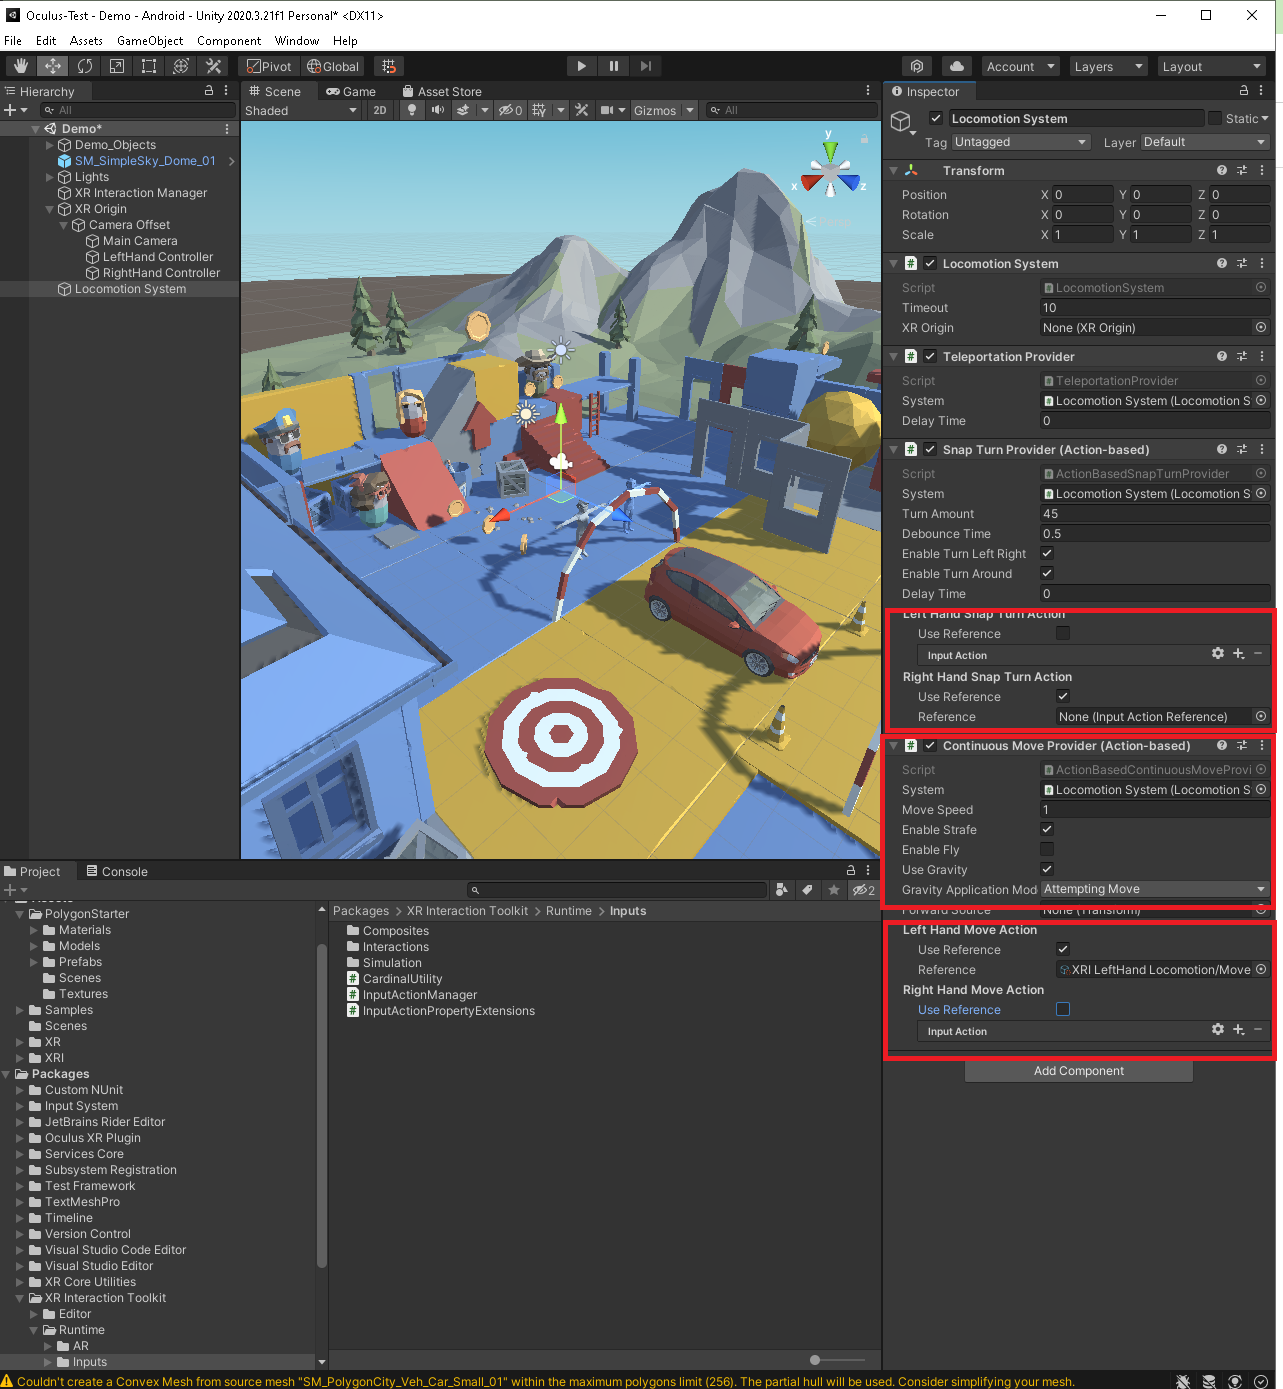 Oculus-Test - Demo - Android - Unity 2020.3.21f1 Personal* <DX11>
File Edit Assets GameObject Component Window Help
Pivot Global Account Layers Layout
Hierarchy
All
Demo*
Demo_Objects
SM_SimpleSky_Dome_01
Lights
XR Interaction Manager
XR Origin
Camera Offset
Main Camera
LeftHand Controller
RightHand Controller
Locomotion System
Scene Game Asset Store
Shaded 2D 0 Gizmos All
y
x z
Inspector
Locomotion System Static
Tag Untagged Layer Default
Transform
Position X 0 Y 0 Z 0
Rotation X 0 Y 0 Z 0
Scale X 1 Y 1 Z 1
# Locomotion System
Script LocomotionSystem
Timeout 10
XR Origin None (XR Origin)
# Teleportation Provider
Script TeleportationProvider
System Locomotion System (Locomotion S
Delay Time 0
# Snap Turn Provider (Action-based)
Script ActionBasedSnapTurnProvider
System Locomotion System (Locomotion S
Turn Amount 45
Debounce Time 0.5
Enable Turn Left Right
Enable Turn Around
Delay Time 0
Left Hand Snap Turn Action
Use Reference
Input Action
Right Hand Snap Turn Action
Use Reference
Reference None (Input Action Reference)
# Continuous Move Provider (Action-based)
Script ActionBasedContinuousMoveProvi
System Locomotion System (Locomotion S
Move Speed 1
Enable Strafe
Enable Fly
Use Gravity
Gravity Application Mod Attempting Move
Forward Source None (Transform)
Left Hand Move Action
Use Reference
Reference XRI LeftHand Locomotion/Move
Right Hand Move Action
Use Reference
Input Action
Add Component
Project Console
2
Assets
PolygonStarter
Materials
Models
Prefabs
Scenes
Textures
Samples
Scenes
XR
XRI
Packages
Custom NUnit
Input System
JetBrains Rider Editor
Oculus XR Plugin
Services Core
Subsystem Registration
Test Framework
TextMeshPro
Timeline
Version Control
Visual Studio Code Editor
Visual Studio Editor
XR Core Utilities
XR Interaction Toolkit
Editor
Runtime
AR
Inputs
Packages > XR Interaction Toolkit > Runtime > Inputs
Composites
Interactions
Simulation
CardinalUtility
InputActionManager
InputActionPropertyExtensions
Couldn't create a Convex Mesh from source mesh "SM_PolygonCity_Veh_Car_Small_01" within the maximum polygons limit (256). The partial hull will be used. Consider simplifying your mesh.